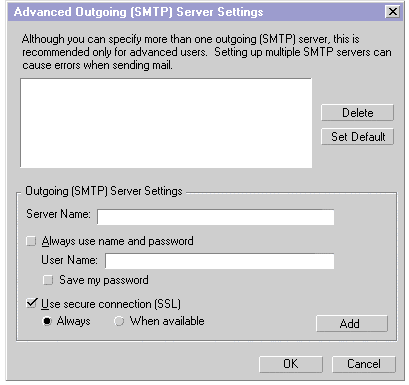 Advanced Outgoing (SMTP) Server Settings
Although you can specify more than one outgoing (SMTP) server, this is
recommended only for advanced users. Setting up multiple SMTP servers can
cause errors when sending mail.
Delete
Set Default
Outgoing (SMTP) Server Settings
Server Name:
Always use name and password
User Name:
Save my password
Use secure connection (SSL)
Always When available
Add
OK Cancel